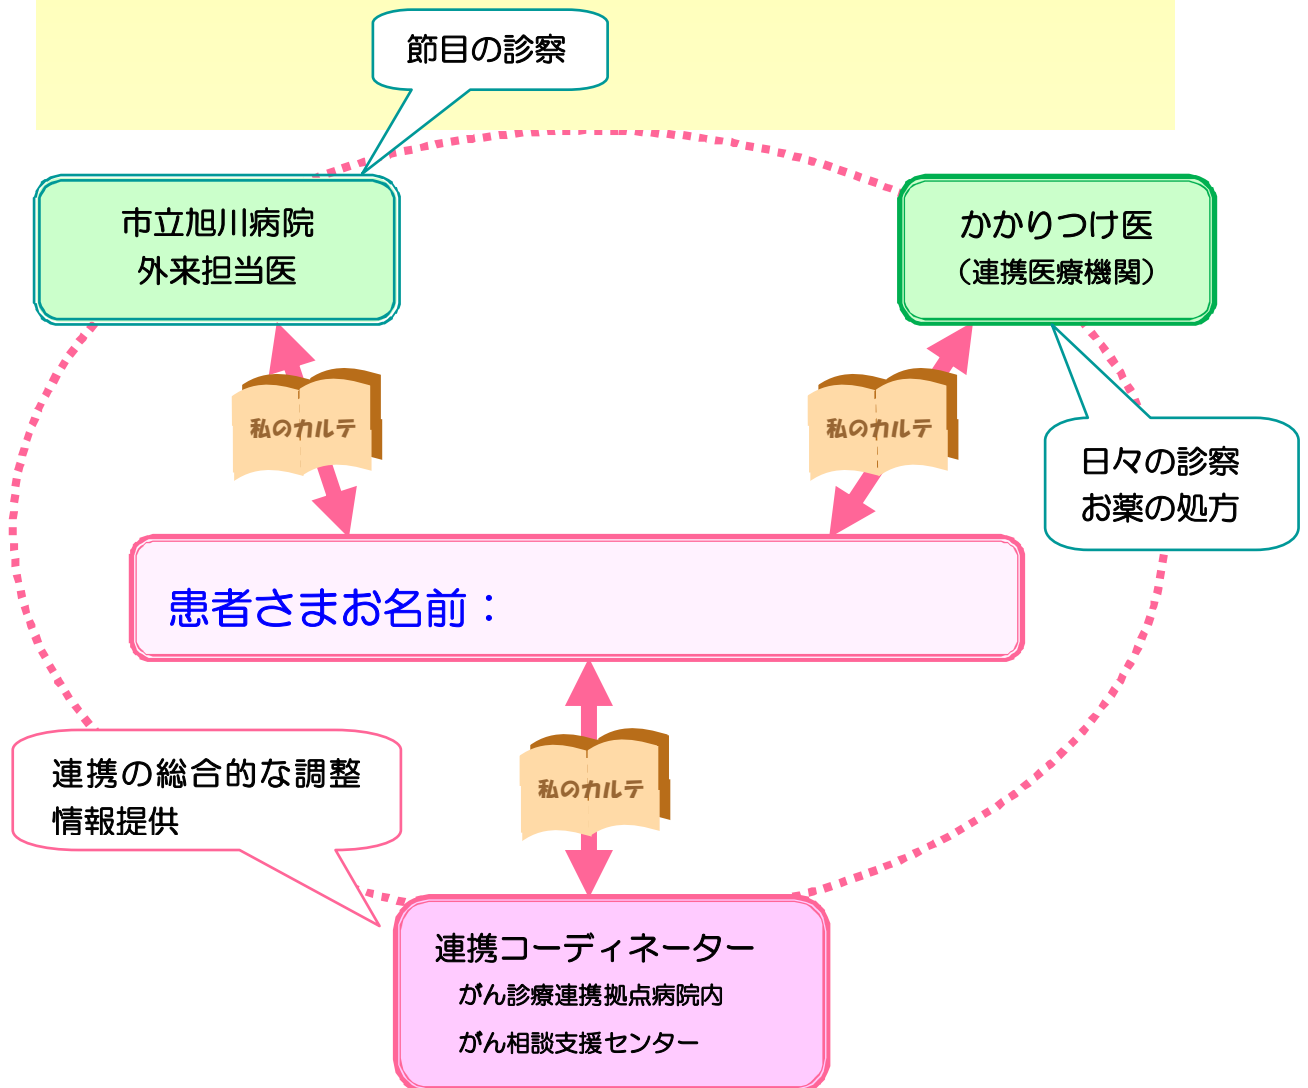 節目の診察
市立旭川病院
外来担当医
かかりつけ医
（連携医療機関）
私のカルテ
私のカルテ
日々の診察
お薬の処方
患者さまお名前：
連携の総合的な調整
情報提供
私のカルテ
連携コーディネーター
がん診療連携拠点病院内
がん相談支援センター